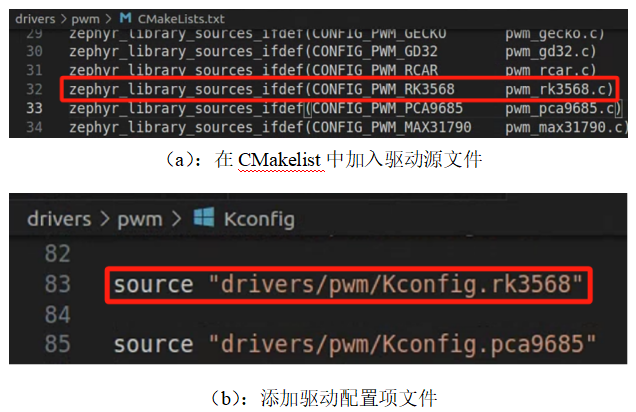 drivers > pwm > M CMakeLists.txt
29 zephyr_library_sources_ifdef(CONFIG_PWM_GECKO pwm_gecko.c)
30 zephyr_library_sources_ifdef(CONFIG_PWM_GD32 pwm_gd32.c)
31 zephyr_library_sources_ifdef(CONFIG_PWM_RCAR pwm_rcar.c)
32 zephyr_library_sources_ifdef(CONFIG_PWM_RK3568 pwm_rk3568.c)
33 zephyr_library_sources_ifdef(CONFIG_PWM_PCA9685 pwm_pca9685.c)
34 zephyr_library_sources_ifdef(CONFIG_PWM_MAX31790 pwm_max31790.c)
（a）：在 CMakelist 中加入驱动源文件
drivers > pwm > Kconfig
82
83 source "drivers/pwm/Kconfig.rk3568"
84
85 source "drivers/pwm/Kconfig.pca9685"
（b）：添加驱动配置项文件